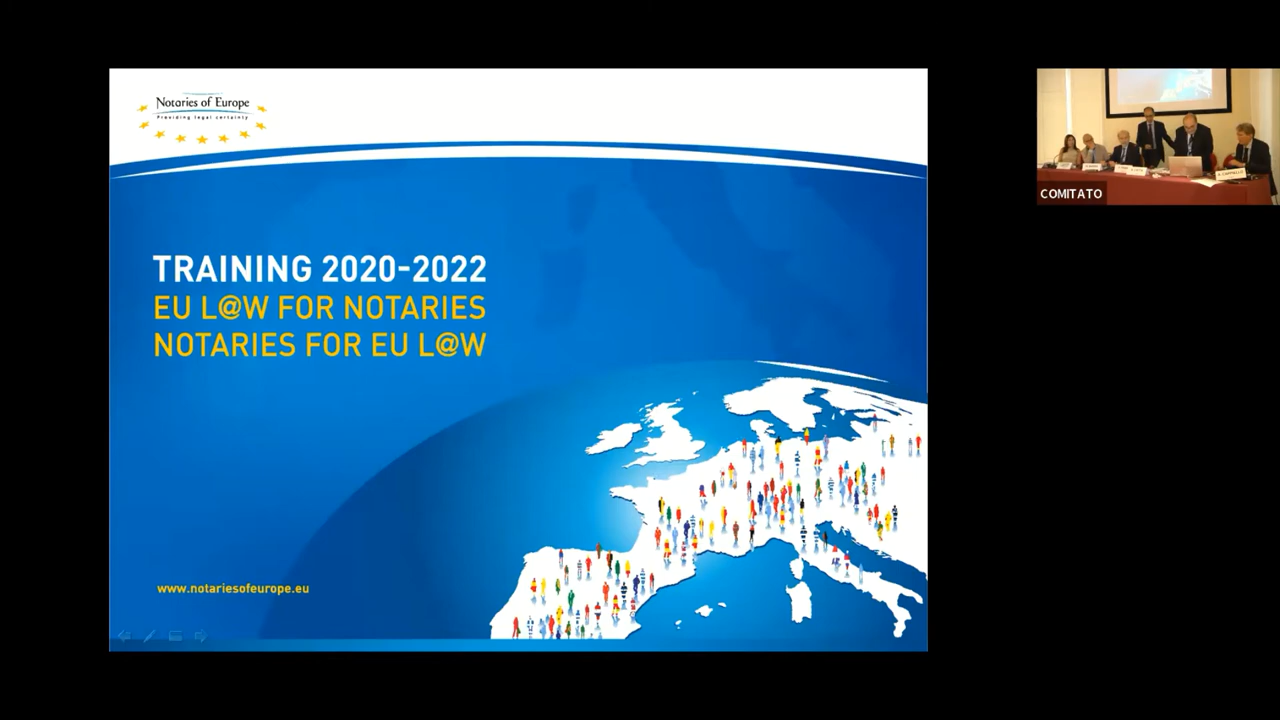 Notaries of Europe
Providing legal certainty
TRAINING 2020-2022
EU L@W FOR NOTARIES
NOTARIES FOR EU L@W
www.notariesofeurope.eu
COMITATO